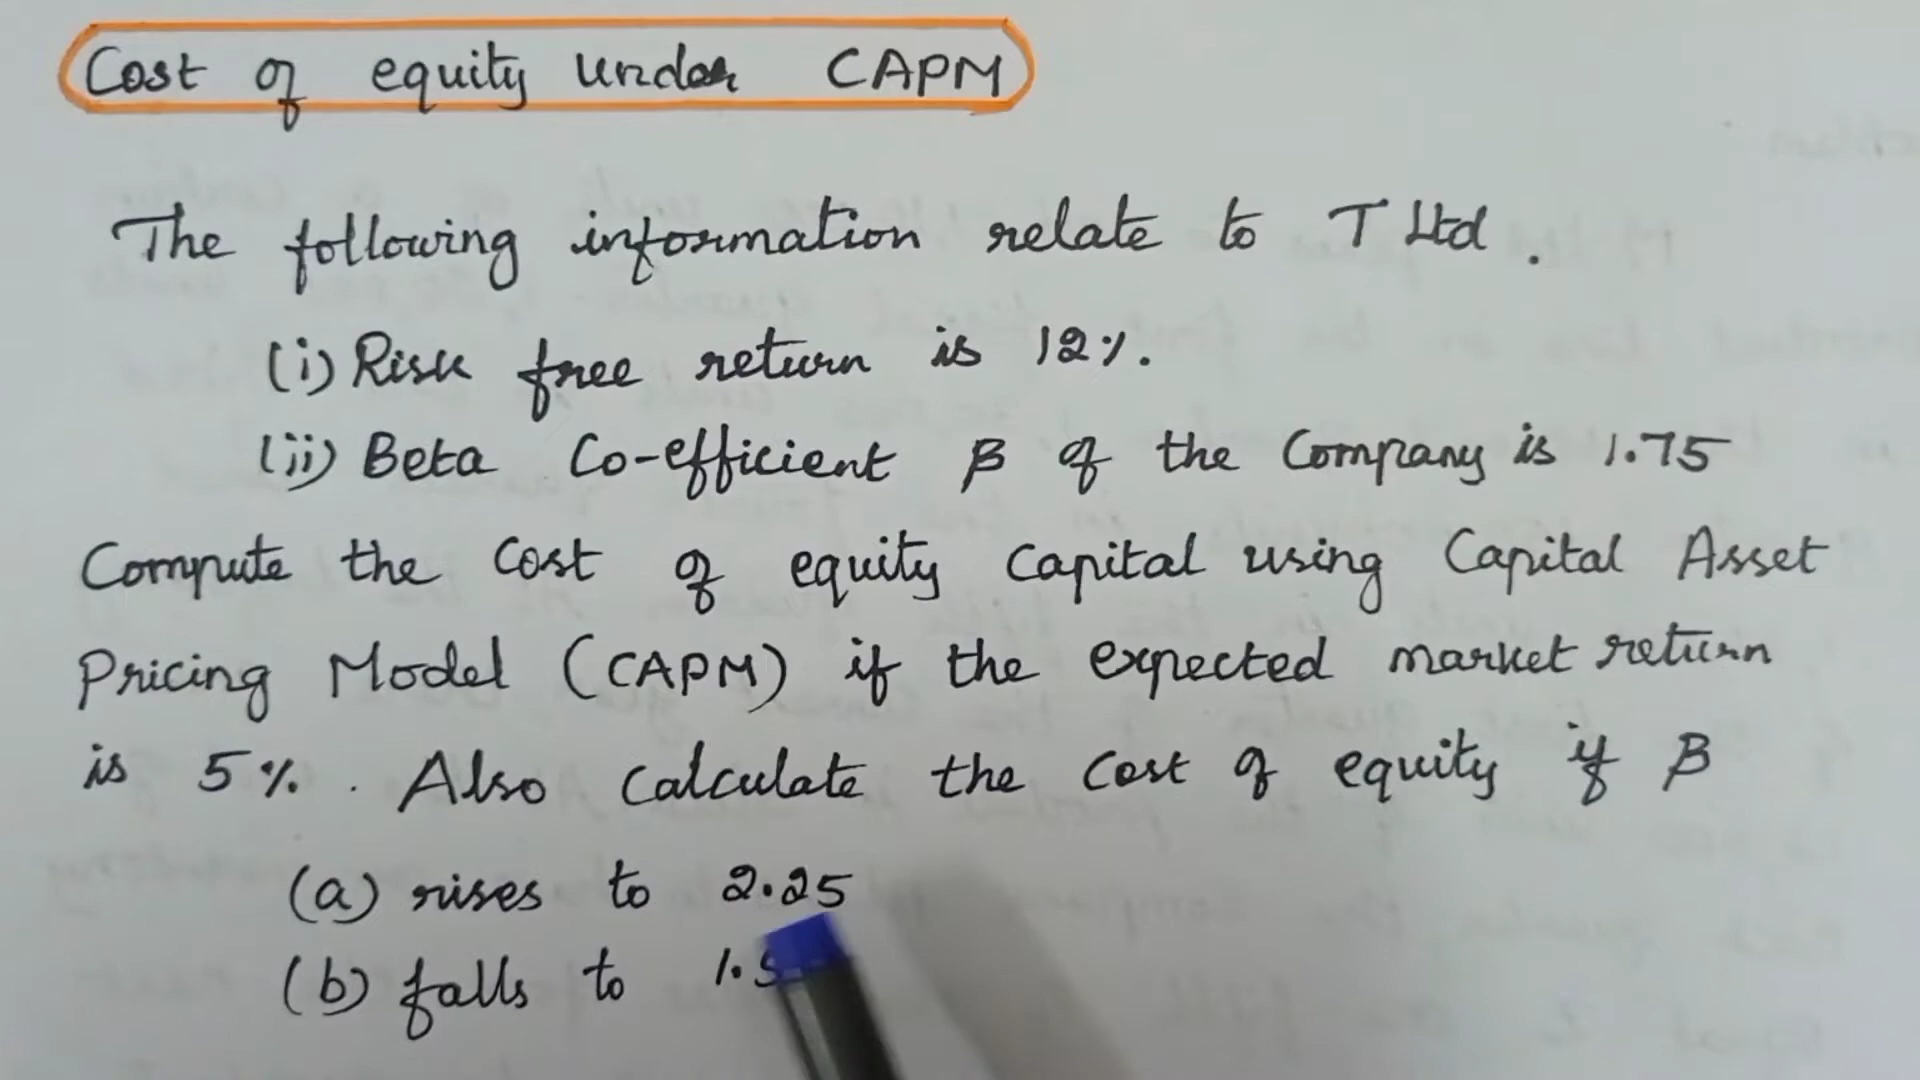 Cost of equity under CAPM
The following information relate to T Ltd.
(i) Risk free return is 12%.
(ii) Beta Co-efficient β of the Company is 1.75
Compute the Cost of equity Capital using Capital Asset
Pricing Model (CAPM) if the expected market return
is 5%. Also calculate the cost of equity if β
(a) rises to 2.25
(b) falls to